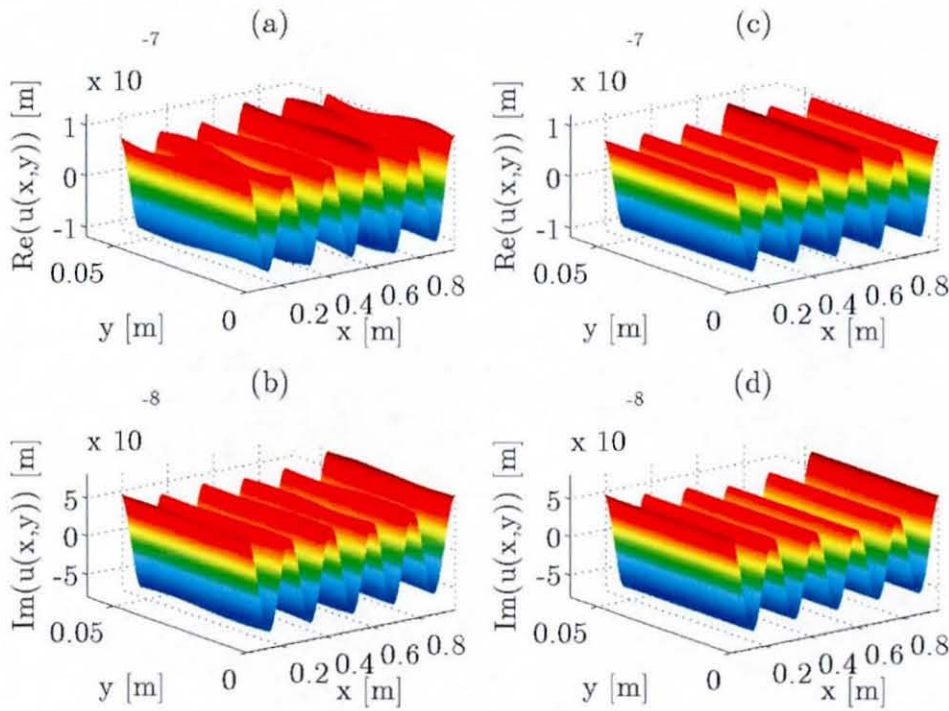 (a)
-7
x 10
Re(u(x,y)) [m]
1
0
-1
0.05
y [m]
0
0.2
0.4
0.6
0.8
x [m]
(c)
-7
x 10
Re(u(x,y)) [m]
1
0
-1
0.05
y [m]
0
0.2
0.4
0.6
0.8
x [m]
(b)
-8
x 10
Im(u(x,y)) [m]
5
0
-5
0.05
y [m]
0
0.2
0.4
0.6
0.8
x [m]
(d)
-8
x 10
Im(u(x,y)) [m]
5
0
-5
0.05
y [m]
0
0.2
0.4
0.6
0.8
x [m]